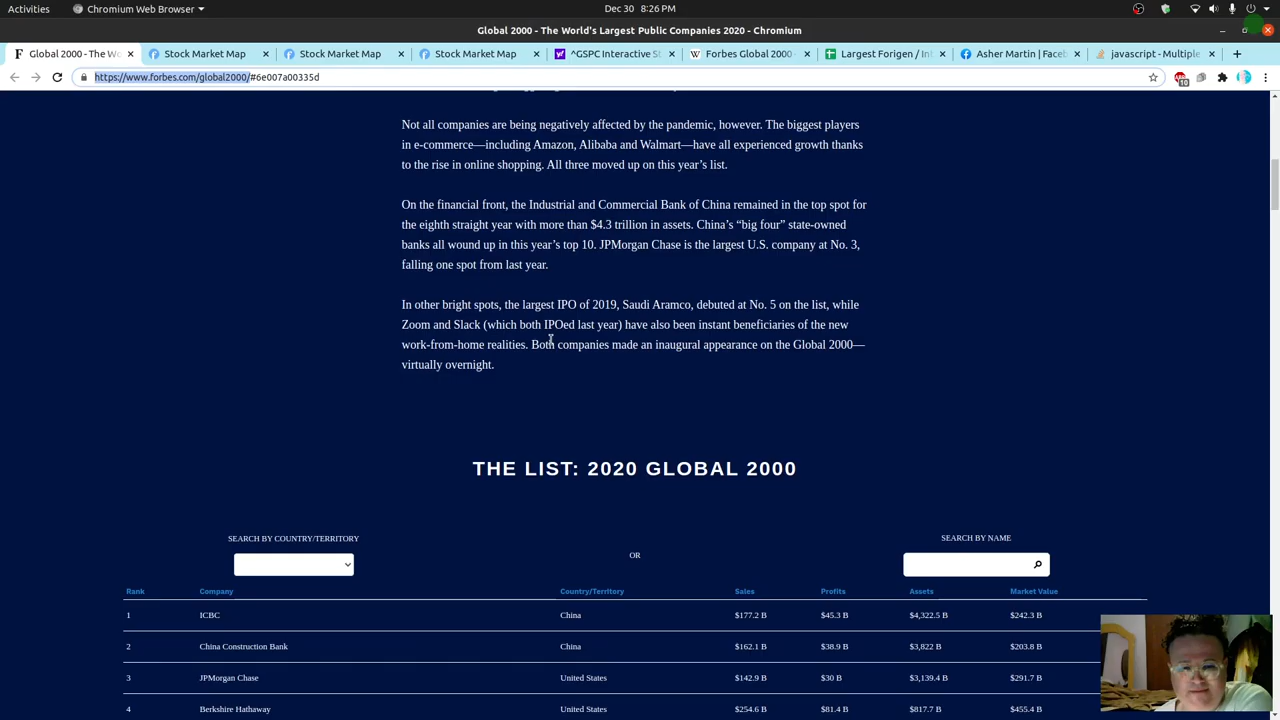 Activities
Chromium Web Browser
Dec 30 8:26 PM
Global 2000 - The World's Largest Public Companies 2020 - Chromium
Global 2000 - The Wo
Stock Market Map
Stock Market Map
Stock Market Map
^GSPC Interactive St
Forbes Global 2000
Largest Forigen / Int
Asher Martin | Faceb
javascript - Multiple
https://www.forbes.com/global2000/#6e007a00335d
10
Not all companies are being negatively affected by the pandemic, however. The biggest players
in e-commerce—including Amazon, Alibaba and Walmart—have all experienced growth thanks
to the rise in online shopping. All three moved up on this year’s list.
On the financial front, the Industrial and Commercial Bank of China remained in the top spot for
the eighth straight year with more than $4.3 trillion in assets. China’s “big four” state-owned
banks all wound up in this year’s top 10. JPMorgan Chase is the largest U.S. company at No. 3,
falling one spot from last year.
In other bright spots, the largest IPO of 2019, Saudi Aramco, debuted at No. 5 on the list, while
Zoom and Slack (which both IPOed last year) have also been instant beneficiaries of the new
work-from-home realities. Both companies made an inaugural appearance on the Global 2000—
virtually overnight.
THE LIST: 2020 GLOBAL 2000
SEARCH BY COUNTRY/TERRITORY
OR
SEARCH BY NAME
Rank Company Country/Territory Sales Profits Assets Market Value
1 ICBC China $177.2 B $45.3 B $4,322.5 B $242.3 B
2 China Construction Bank China $162.1 B $38.9 B $3,822 B $203.8 B
3 JPMorgan Chase United States $142.9 B $30 B $3,139.4 B $291.7 B
4 Berkshire Hathaway United States $254.6 B $81.4 B $817.7 B $455.4 B